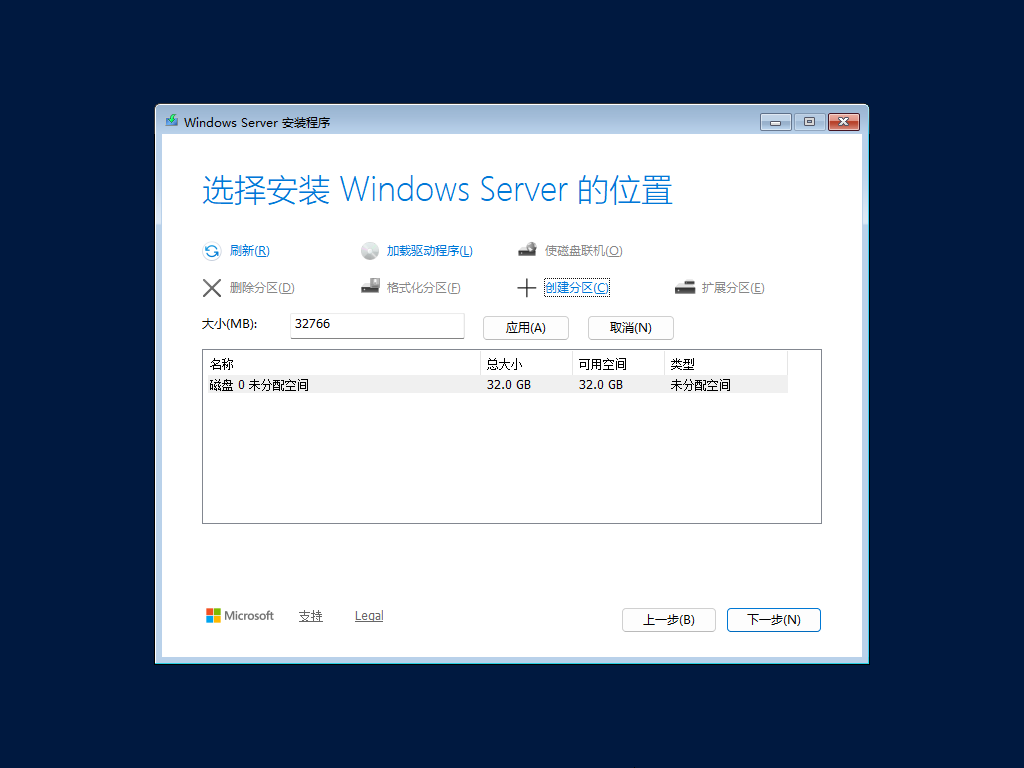 Windows Server 安装程序
选择安装 Windows Server 的位置
刷新(R) 加载驱动程序(L) 使磁盘联机(O)
删除分区(D) 格式化分区(F) 创建分区(C) 扩展分区(E)
大小(MB): 32766 应用(A) 取消(N)
名称 总大小 可用空间 类型
磁盘 0 未分配空间 32.0 GB 32.0 GB 未分配空间
Microsoft 支持 Legal 上一步(B) 下一步(N)